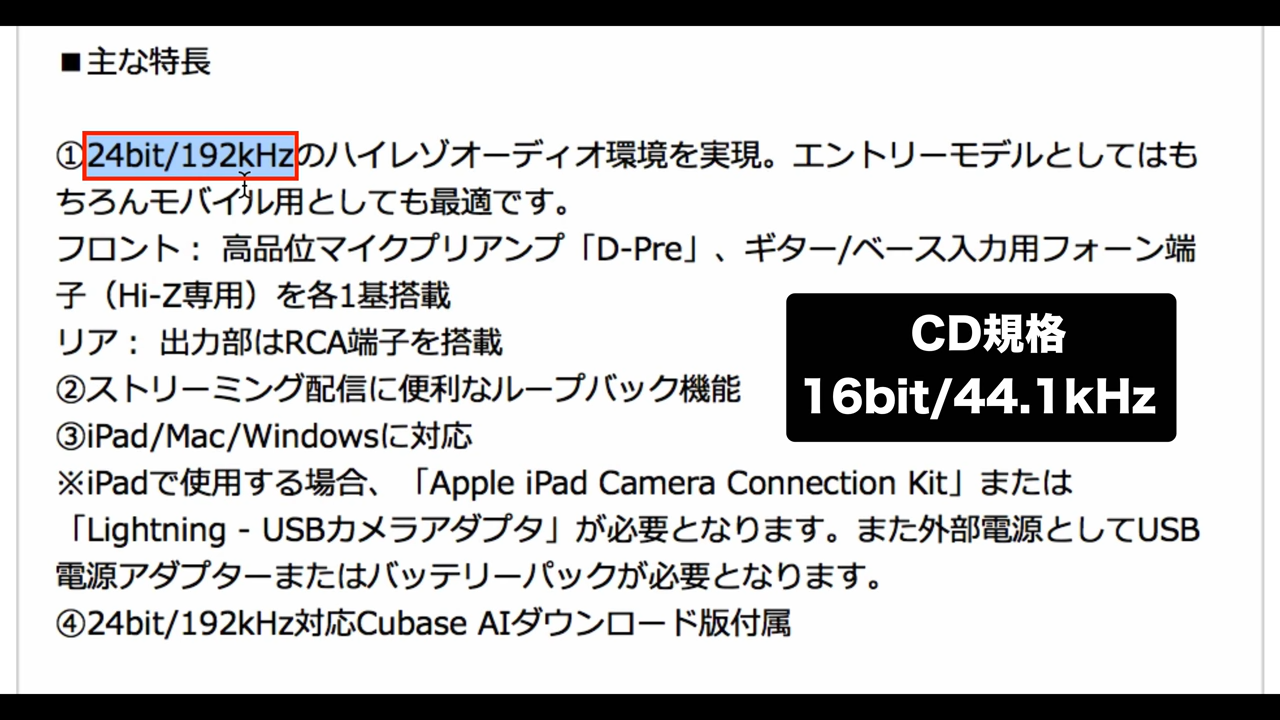 ■主な特長
①24bit/192kHzのハイレゾオーディオ環境を実現。エントリーモデルとしてはも
ちろんモバイル用としても最適です。
フロント： 高品位マイクプリアンプ「D-Pre」、ギター/ベース入力用フォーン端
子（Hi-Z専用）を各1基搭載
リア： 出力部はRCA端子を搭載
②ストリーミング配信に便利なループバック機能
③iPad/Mac/Windowsに対応
※iPadで使用する場合、「Apple iPad Camera Connection Kit」または
「Lightning - USBカメラアダプタ」が必要となります。また外部電源としてUSB
電源アダプターまたはバッテリーパックが必要となります。
④24bit/192kHz対応Cubase AIダウンロード版付属
CD規格
16bit/44.1kHz